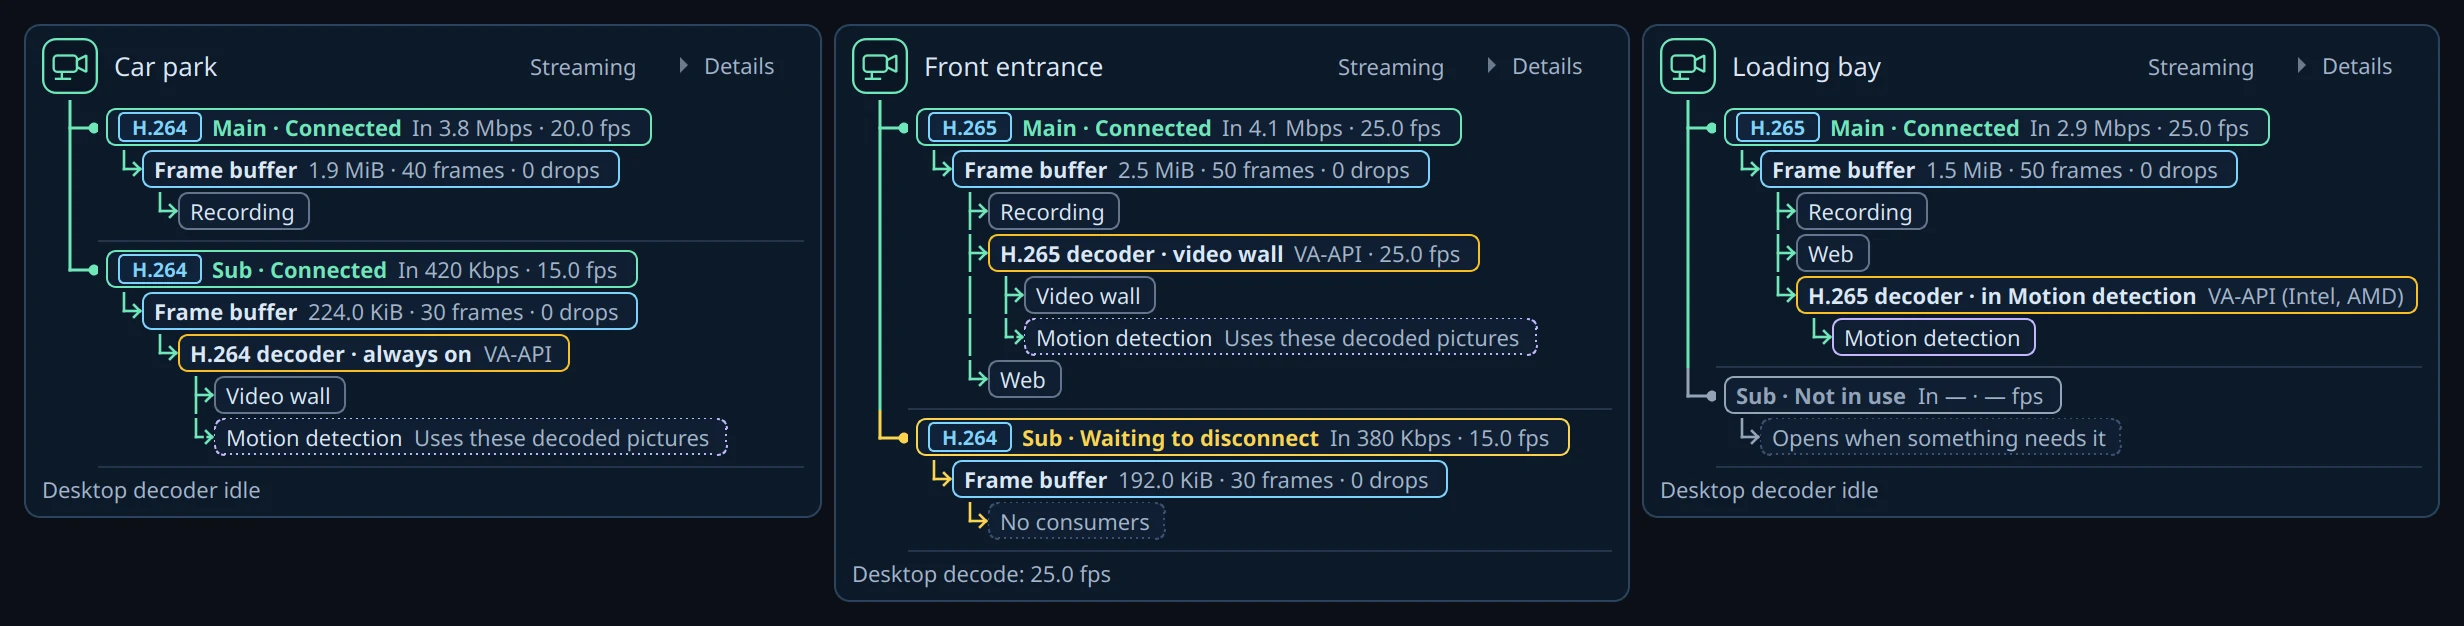 Car park Streaming Details
H.264 Main · Connected In 3.8 Mbps · 20.0 fps
Frame buffer 1.9 MiB · 40 frames · 0 drops
Recording
H.264 Sub · Connected In 420 Kbps · 15.0 fps
Frame buffer 224.0 KiB · 30 frames · 0 drops
H.264 decoder · always on VA-API
Video wall
Motion detection Uses these decoded pictures
Desktop decoder idle
Front entrance Streaming Details
H.265 Main · Connected In 4.1 Mbps · 25.0 fps
Frame buffer 2.5 MiB · 50 frames · 0 drops
Recording
H.265 decoder · video wall VA-API · 25.0 fps
Video wall
Motion detection Uses these decoded pictures
Web
H.264 Sub · Waiting to disconnect In 380 Kbps · 15.0 fps
Frame buffer 192.0 KiB · 30 frames · 0 drops
No consumers
Desktop decode: 25.0 fps
Loading bay Streaming Details
H.265 Main · Connected In 2.9 Mbps · 25.0 fps
Frame buffer 1.5 MiB · 50 frames · 0 drops
Recording
Web
H.265 decoder · in Motion detection VA-API (Intel, AMD)
Motion detection
Sub · Not in use In — · — fps
Opens when something needs it
Desktop decoder idle